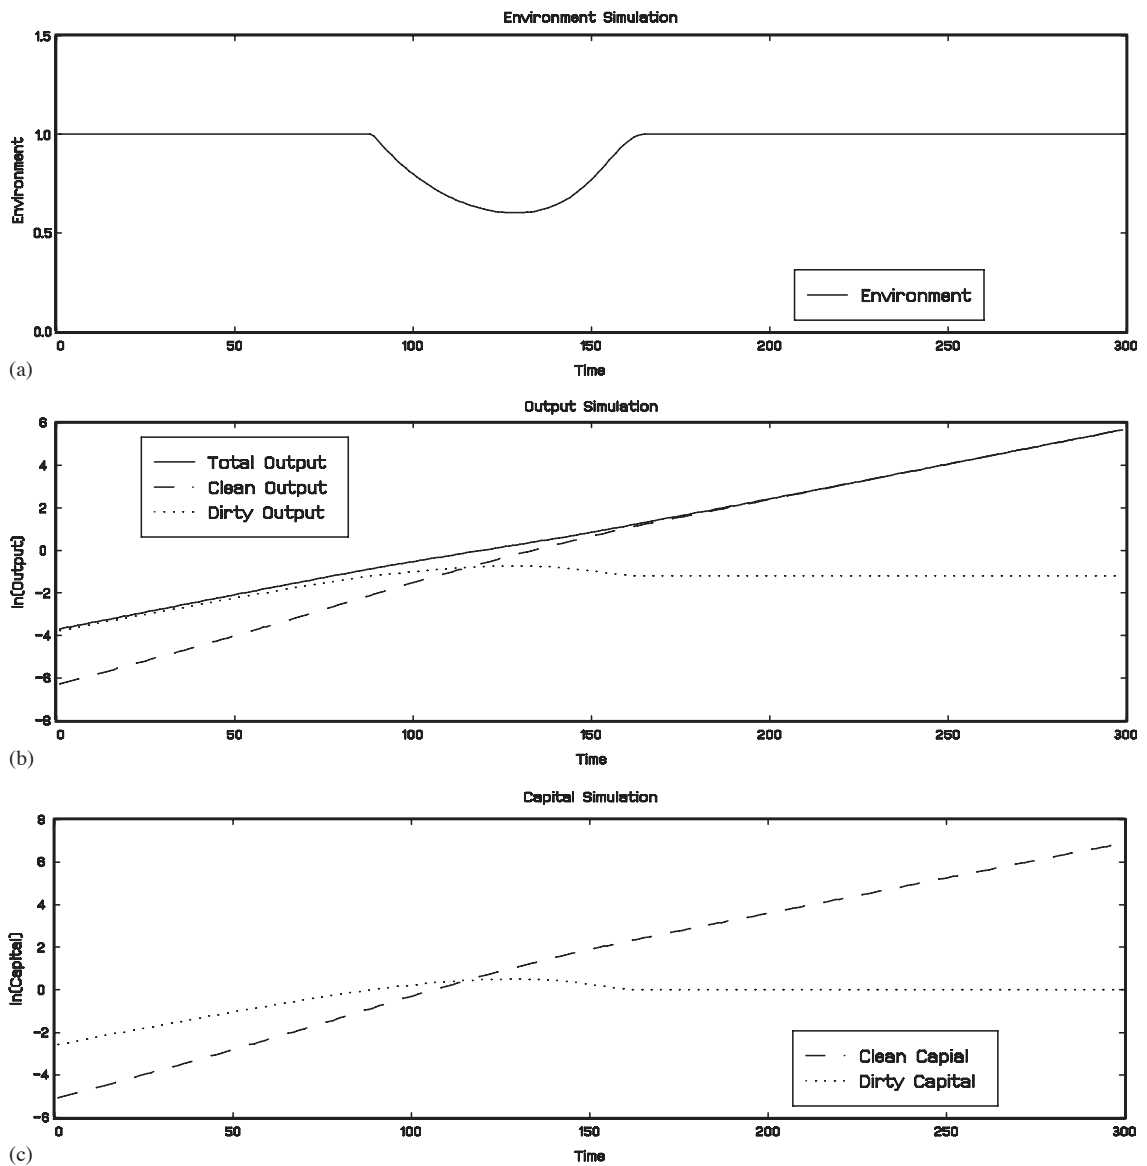 Environment Simulation
1.5
1.0
0.5
0.0
Environment
Environment
0 50 100 150 200 250 300
Time
(a)
Output Simulation
6
4
2
0
-2
-4
-6
-8
ln(Output)
Total Output
Clean Output
Dirty Output
0 50 100 150 200 250 300
Time
(b)
Capital Simulation
8
6
4
2
0
-2
-4
-6
ln(Capital)
Clean Capial
Dirty Capital
0 50 100 150 200 250 300
Time
(c)